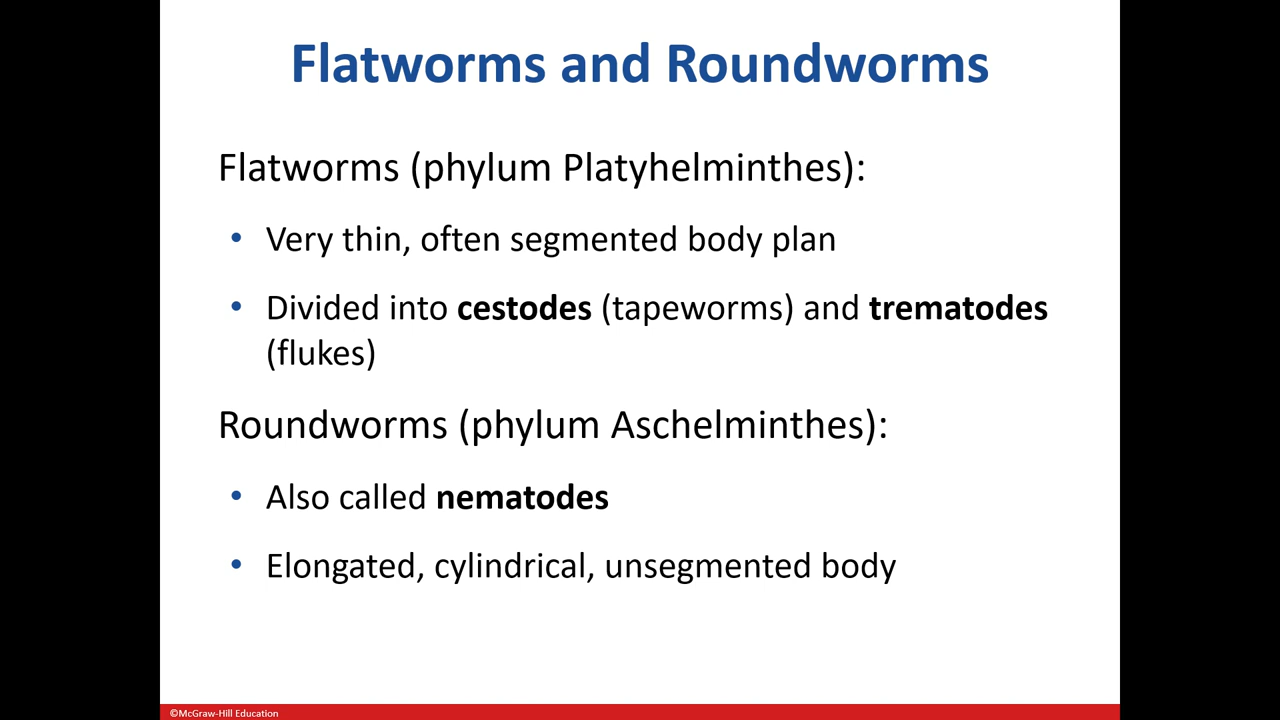 Flatworms and Roundworms
Flatworms (phylum Platyhelminthes):
• Very thin, often segmented body plan
• Divided into cestodes (tapeworms) and trematodes
(flukes)
Roundworms (phylum Aschelminthes):
• Also called nematodes
• Elongated, cylindrical, unsegmented body
©McGraw-Hill Education